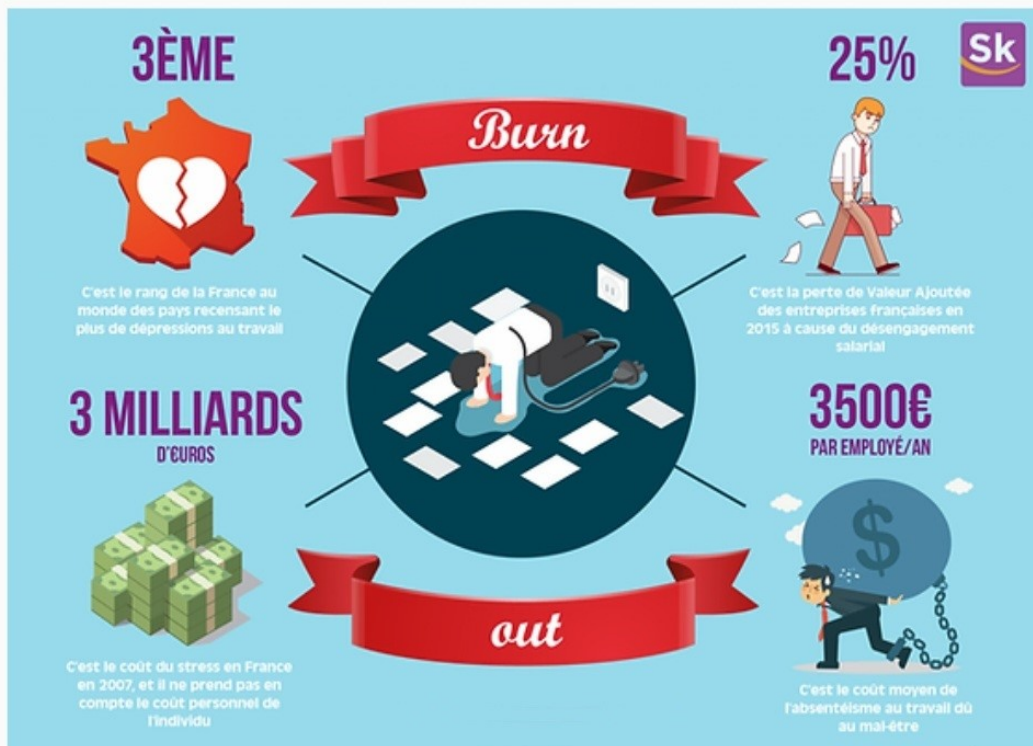 3ÈME
C'est le rang de la France au
monde des pays recensant le
plus de dépressions au travail
Burn
25%
Sk
C'est la perte de Valeur Ajoutée
des entreprises françaises en
2015 à cause du désengagement
salarial
3 MILLIARDS
D'EUROS
C'est le coût du stress en France
en 2007, et il ne prend pas en
compte le coût personnel de
l'individu
3500€
PAR EMPLOYÉ/AN
$
C'est le coût moyen de
l'absentéisme au travail dû
au mal-être
out